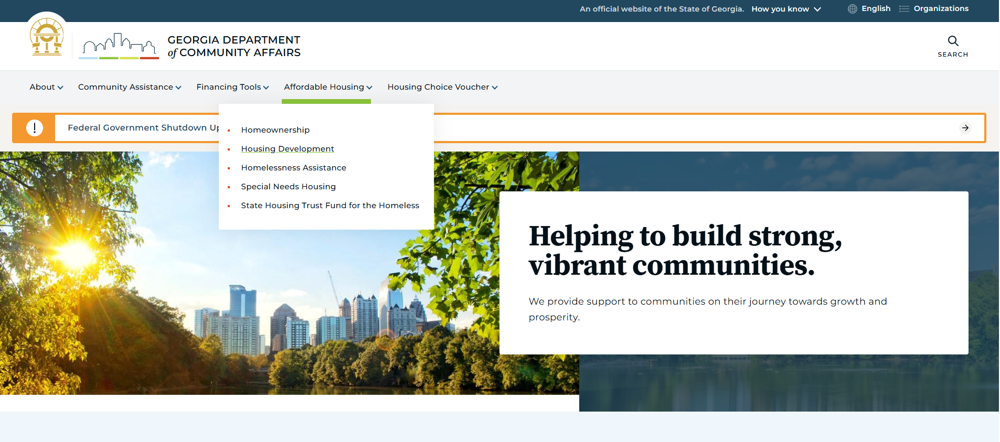 An official website of the State of Georgia. How you know
English
Organizations
GEORGIA DEPARTMENT
of COMMUNITY AFFAIRS
SEARCH
About
Community Assistance
Financing Tools
Affordable Housing
Housing Choice Voucher
Federal Government Shutdown
Homeownership
Housing Development
Homelessness Assistance
Special Needs Housing
State Housing Trust Fund for the Homeless
Helping to build strong,
vibrant communities.
We provide support to communities on their journey towards growth and
prosperity.